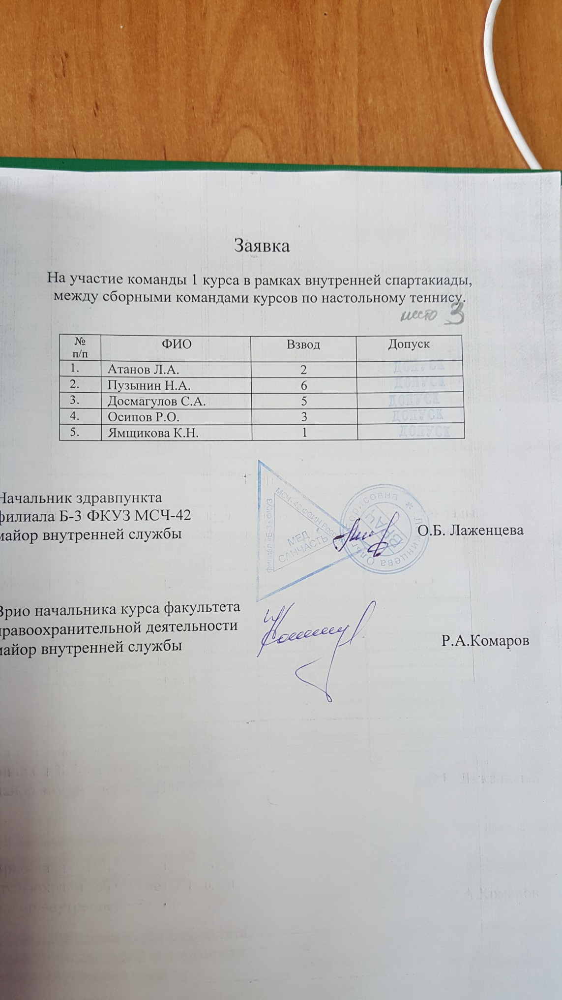 Заявка
На участие команды 1 курса в рамках внутренней спартакиады,
между сборными командами курсов по настольному теннису.
место 3
№ п/п ФИО Взвод Допуск
1. Атанов Л.А. 2 ДОПУСК
2. Пузынин Н.А. 6 ДОПУСК
3. Досмагулов С.А. 5 ДОПУСК
4. Осипов Р.О. 3 ДОПУСК
5. Ямщикова К.Н. 1 ДОПУСК
Начальник здравпункта
филиала Б-3 ФКУЗ МСЧ-42
майор внутренней службы О.Б. Лаженцева
филиал «Б-3» ФКУЗ
МСЧ-42 ФСИН России
МЕД
САНЧАСТЬ
ВРАЧ
Врио начальника курса факультета
правоохранительной деятельности
майор внутренней службы Р.А.Комаров